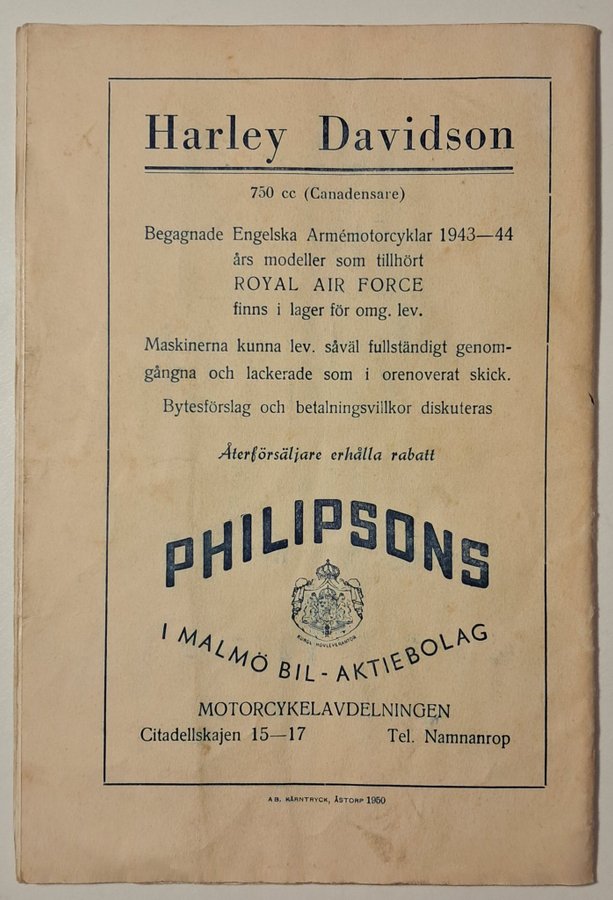 Harley Davidson
750 cc (Canadensare)
Begagnade Engelska Armémotorcyklar 1943—44
års modeller som tillhört
ROYAL AIR FORCE
finns i lager för omg. lev.
Maskinerna kunna lev. såväl fullständigt genom-
gångna och lackerade som i orenoverat skick.
Bytesförslag och betalningsvillkor diskuteras
Återförsäljare erhålla rabatt
PHILIPSONS
KUNGL. HOVLEVERANTÖR
I MALMÖ BIL-AKTIEBOLAG
MOTORCYKELAVDELNINGEN
Citadellskajen 15—17 Tel. Namnanrop
AB. KÄRNTRYCK, ÅSTORP 1950